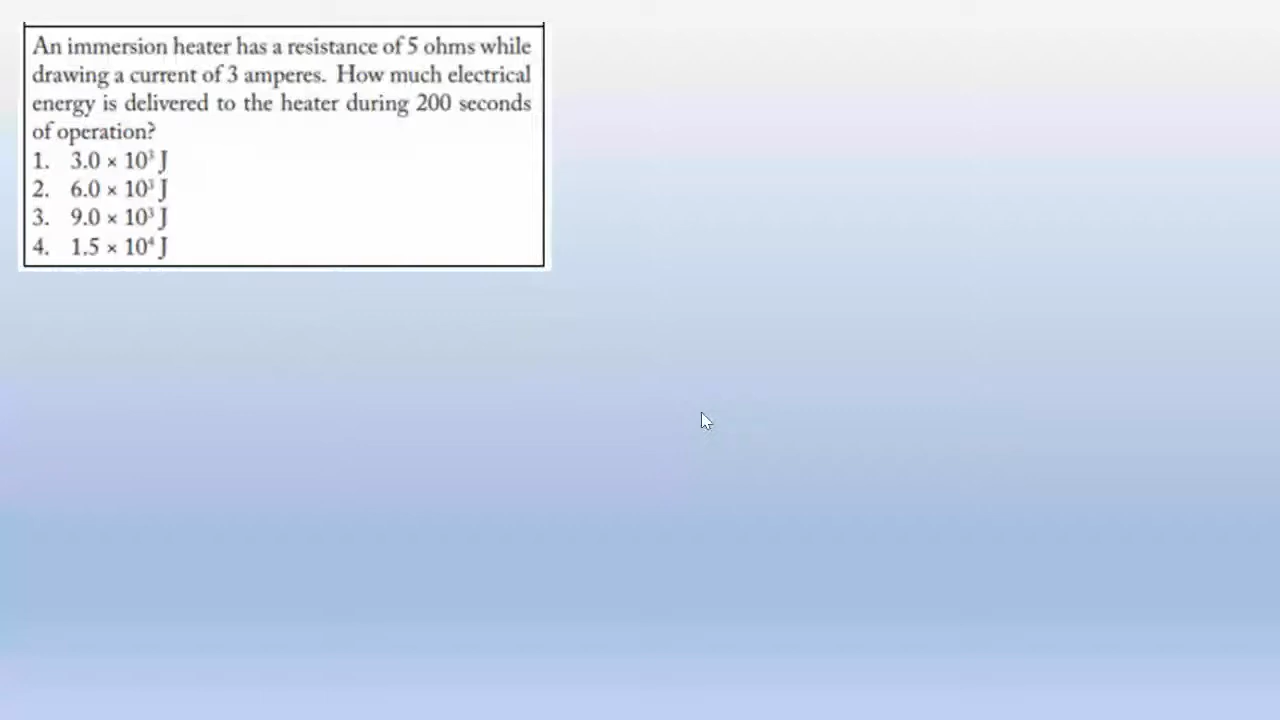 An immersion heater has a resistance of 5 ohms while
drawing a current of 3 amperes. How much electrical
energy is delivered to the heater during 200 seconds
of operation?
1. 3.0 × 10³ J
2. 6.0 × 10³ J
3. 9.0 × 10³ J
4. 1.5 × 10⁴ J